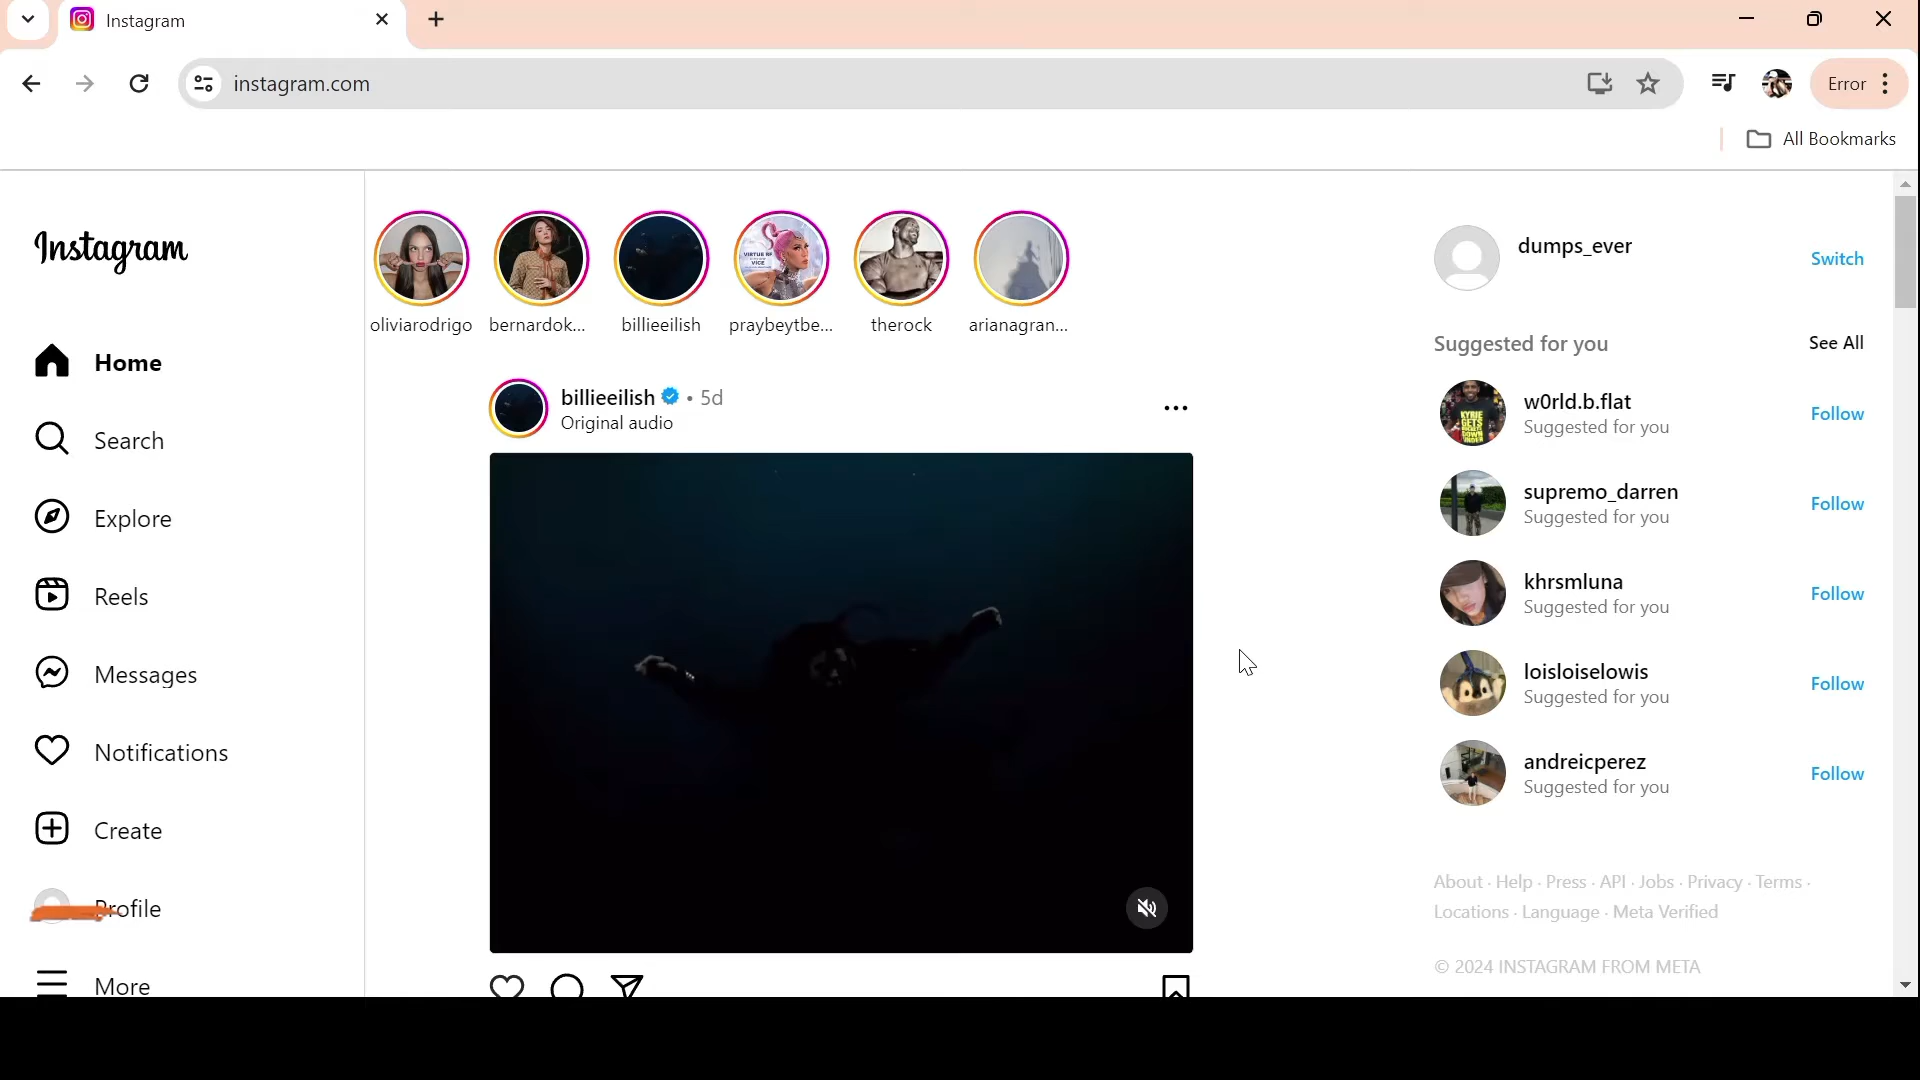 Instagram
instagram.com
Error
All Bookmarks
Instagram
Home
Search
Explore
Reels
Messages
Notifications
Create
Profile
More
oliviarodrigo
bernardok...
billieeilish
praybeytbe...
therock
arianagran...
billieeilish • 5d
Original audio
dumps_ever
Switch
Suggested for you
See All
w0rld.b.flat
Suggested for you
Follow
supremo_darren
Suggested for you
Follow
khrsmluna
Suggested for you
Follow
loisloiselowis
Suggested for you
Follow
andreicperez
Suggested for you
Follow
About · Help · Press · API · Jobs · Privacy · Terms ·
Locations · Language · Meta Verified
© 2024 INSTAGRAM FROM META